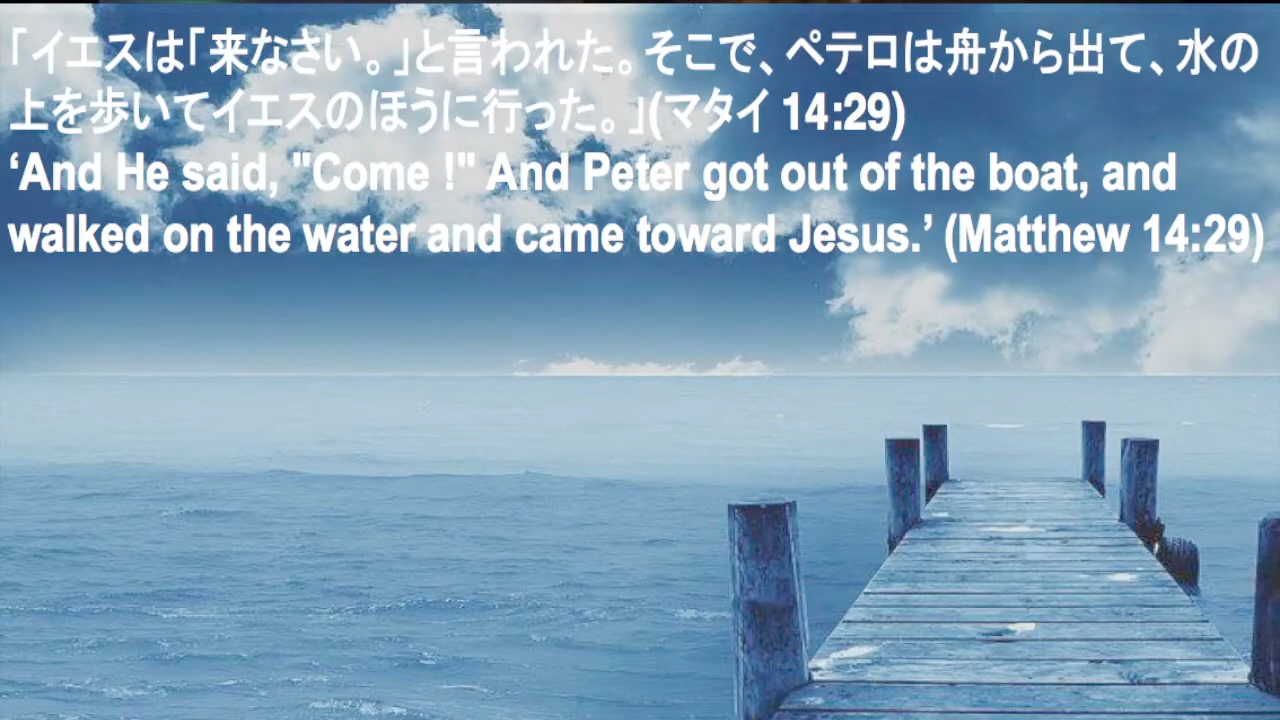 「イエスは「来なさい。」と言われた。そこで、ペテロは舟から出て、水の
上を歩いてイエスのほうに行った。」(マタイ 14:29)
‘And He said, "Come !" And Peter got out of the boat, and
walked on the water and came toward Jesus.’ (Matthew 14:29)